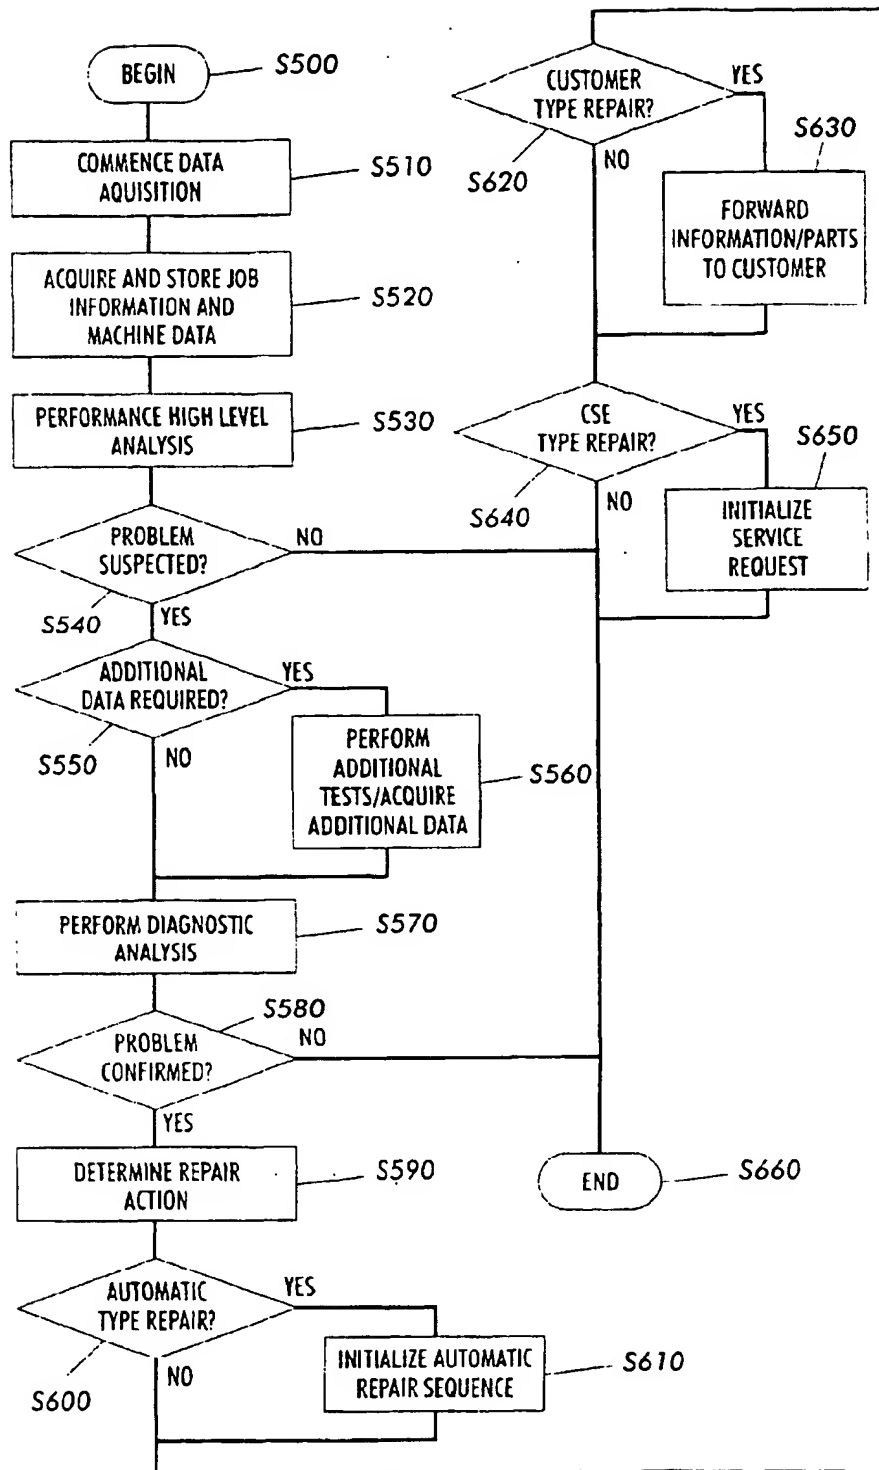 BEGIN
S500
COMMENCE DATA
AQUISITION
S510
ACQUIRE AND STORE JOB
INFORMATION AND
MACHINE DATA
S520
PERFORMANCE HIGH LEVEL
ANALYSIS
S530
PROBLEM
SUSPECTED?
NO
S540
YES
ADDITIONAL
DATA REQUIRED?
YES
S550
NO
PERFORM
ADDITIONAL
TESTS/ACQUIRE
ADDITIONAL DATA
S560
PERFORM DIAGNOSTIC
ANALYSIS
S570
S580
PROBLEM
CONFIRMED?
NO
YES
DETERMINE REPAIR
ACTION
S590
AUTOMATIC
TYPE REPAIR?
YES
S600
NO
INITIALIZE AUTOMATIC
REPAIR SEQUENCE
S610
CUSTOMER
TYPE REPAIR?
YES
S620
NO
S630
FORWARD
INFORMATION/PARTS
TO CUSTOMER
CSE
TYPE REPAIR?
YES
S640
NO
S650
INITIALIZE
SERVICE
REQUEST
END
S660